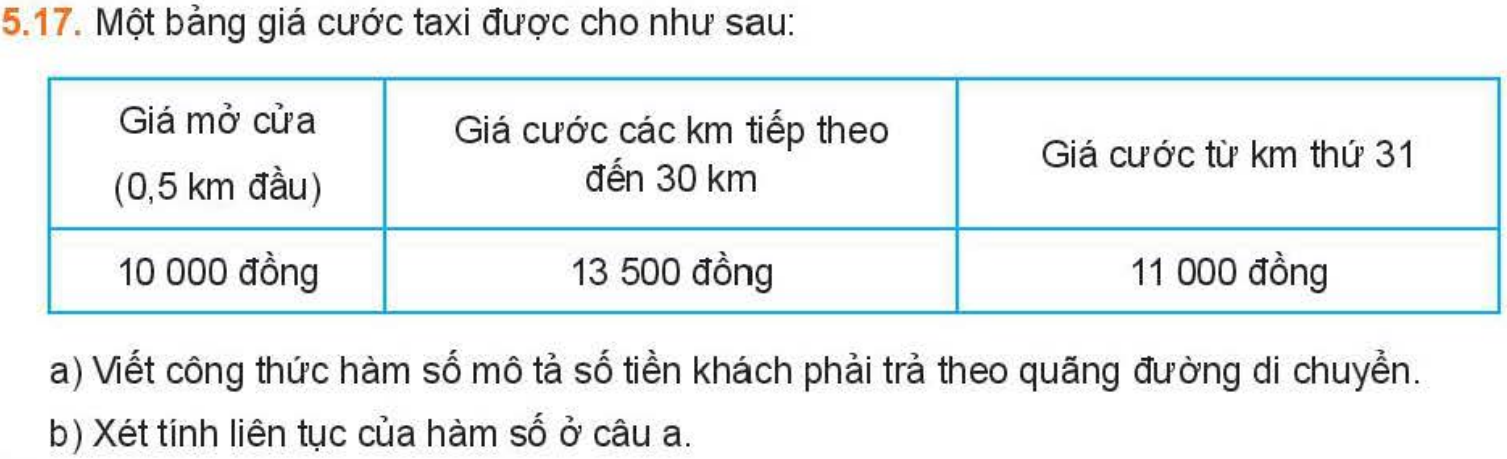 5.17. Một bảng giá cước taxi được cho như sau:
Giá mở cửa
(0,5 km đầu)
Giá cước các km tiếp theo
đến 30 km
Giá cước từ km thứ 31
10 000 đồng
13 500 đồng
11 000 đồng
a) Viết công thức hàm số mô tả số tiền khách phải trả theo quãng đường di chuyển.
b) Xét tính liên tục của hàm số ở câu a.